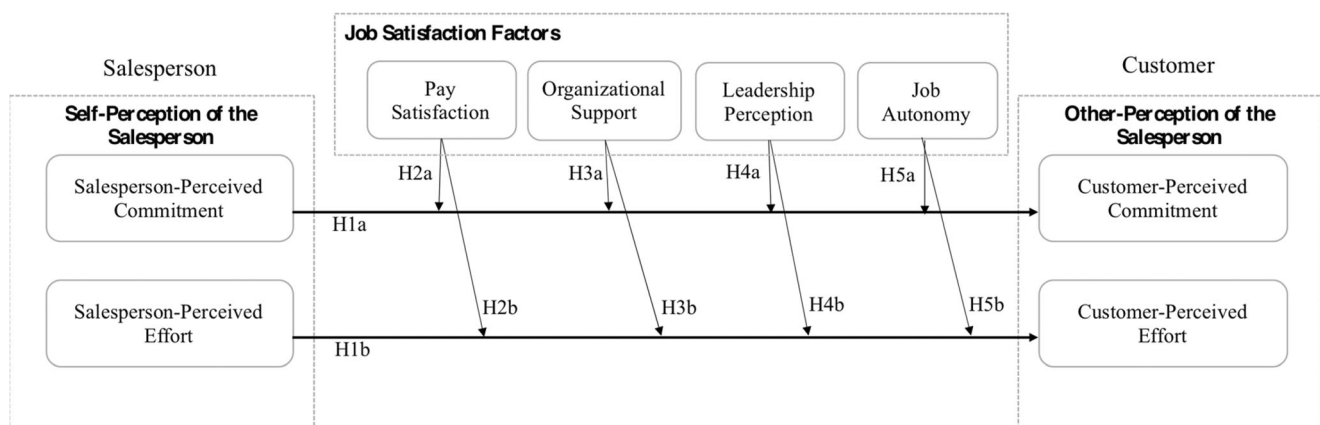 Job Satisfaction Factors
Salesperson
Customer
Pay
Satisfaction
Organizational
Support
Leadership
Perception
Job
Autonomy
Self-Perception of the
Salesperson
Other-Perception of the
Salesperson
H2a
H3a
H4a
H5a
Salesperson-Perceived
Commitment
Customer-Perceived
Commitment
H1a
Salesperson-Perceived
Effort
H2b
H3b
H4b
H5b
Customer-Perceived
Effort
H1b